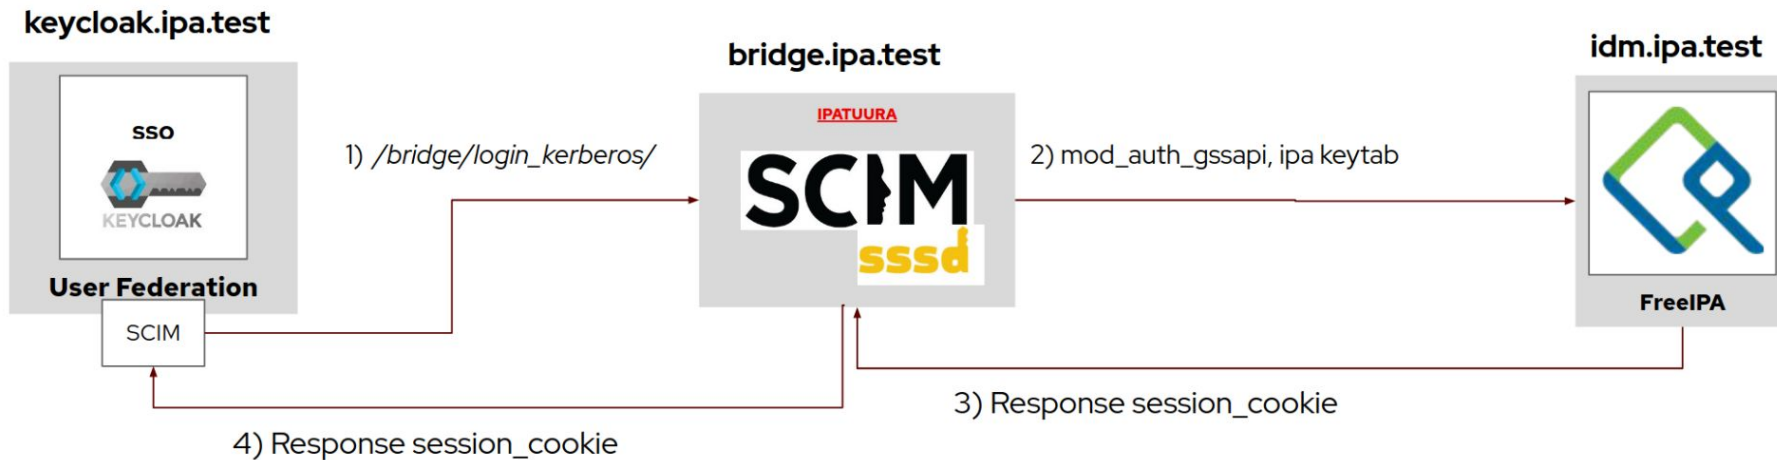 keycloak.ipa.test
sso
KEYCLOAK
User Federation
SCIM
1) /bridge/login_kerberos/
bridge.ipa.test
IPATUURA
SCIM
sssd
2) mod_auth_gssapi, ipa keytab
idm.ipa.test
FreeIPA
3) Response session_cookie
4) Response session_cookie